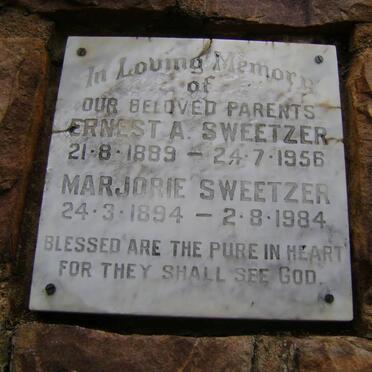 In Loving Memory
of
OUR BELOVED PARENTS
ERNEST A. SWEETZER
21·8·1889 – 24·7·1956
MARJORIE SWEETZER
24·3·1894 – 2·8·1984
BLESSED ARE THE PURE IN HEART
FOR THEY SHALL SEE GOD.